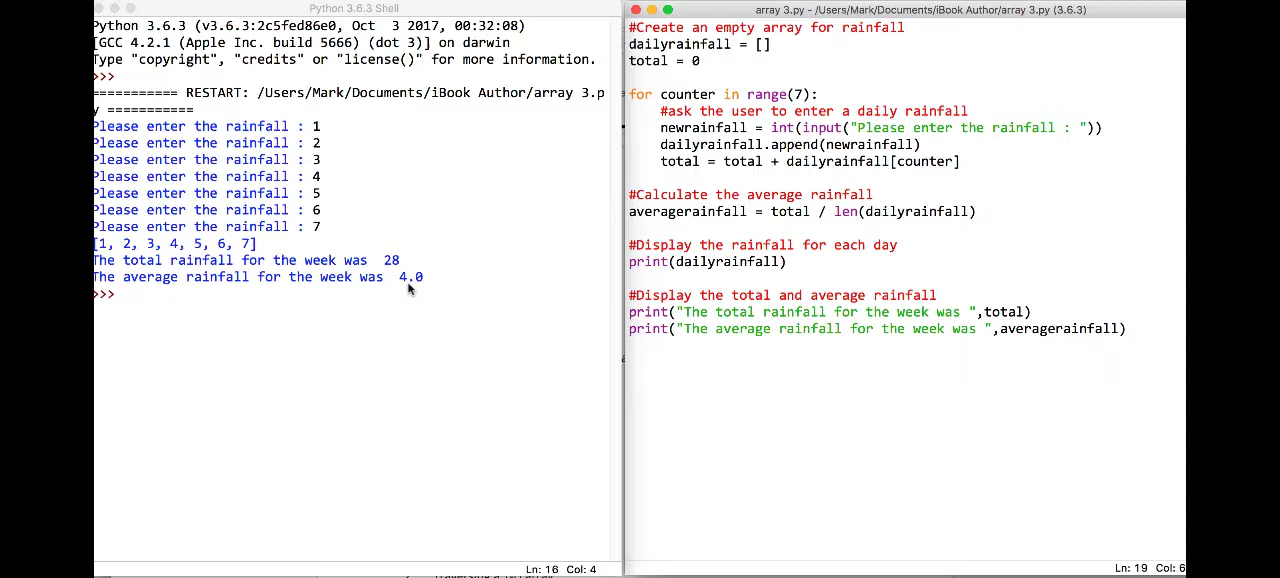 Python 3.6.3 Shell
Python 3.6.3 (v3.6.3:2c5fed86e0, Oct  3 2017, 00:32:08)
[GCC 4.2.1 (Apple Inc. build 5666) (dot 3)] on darwin
Type "copyright", "credits" or "license()" for more information.
>>>
=========== RESTART: /Users/Mark/Documents/iBook Author/array 3.p
y ===========
Please enter the rainfall : 1
Please enter the rainfall : 2
Please enter the rainfall : 3
Please enter the rainfall : 4
Please enter the rainfall : 5
Please enter the rainfall : 6
Please enter the rainfall : 7
[1, 2, 3, 4, 5, 6, 7]
The total rainfall for the week was  28
The average rainfall for the week was  4.0
>>>
Ln: 16 Col: 4
array 3.py - /Users/Mark/Documents/iBook Author/array 3.py (3.6.3)
#Create an empty array for rainfall
dailyrainfall = []
total = 0
for counter in range(7):
    #ask the user to enter a daily rainfall
    newrainfall = int(input("Please enter the rainfall : "))
    dailyrainfall.append(newrainfall)
    total = total + dailyrainfall[counter]
#Calculate the average rainfall
averagerainfall = total / len(dailyrainfall)
#Display the rainfall for each day
print(dailyrainfall)
#Display the total and average rainfall
print("The total rainfall for the week was ",total)
print("The average rainfall for the week was ",averagerainfall)
Ln: 19 Col: 6